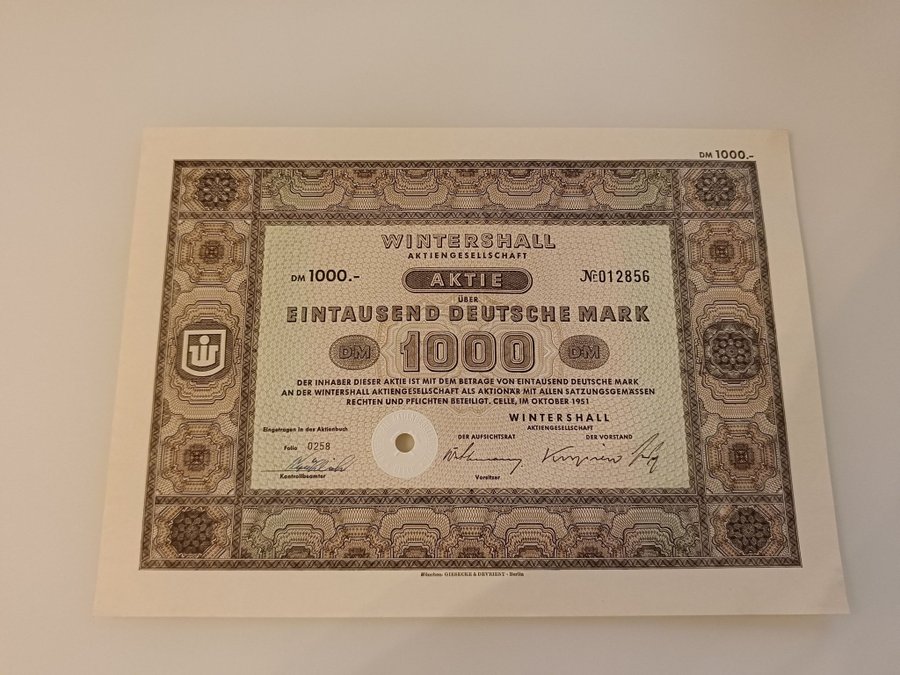 DM 1000.-
WINTERSHALL
AKTIENGESELLSCHAFT
DM 1000.-
AKTIE
№ 012856
ÜBER
EINTAUSEND DEUTSCHE MARK
DM 1000 DM
DER INHABER DIESER AKTIE IST MIT DEM BETRAGE VON EINTAUSEND DEUTSCHE MARK
AN DER WINTERSHALL AKTIENGESELLSCHAFT ALS AKTIONÄR MIT ALLEN SATZUNGSGEMÄSSEN
RECHTEN UND PFLICHTEN BETEILIGT. CELLE, IM OKTOBER 1951
WINTERSHALL
AKTIENGESELLSCHAFT
Eingetragen in das Aktienbuch
DER AUFSICHTSRAT DER VORSTAND
Folio 0258
Kontrollbeamter
Vorsitzer
München · GIESECKE & DEVRIENT · Berlin